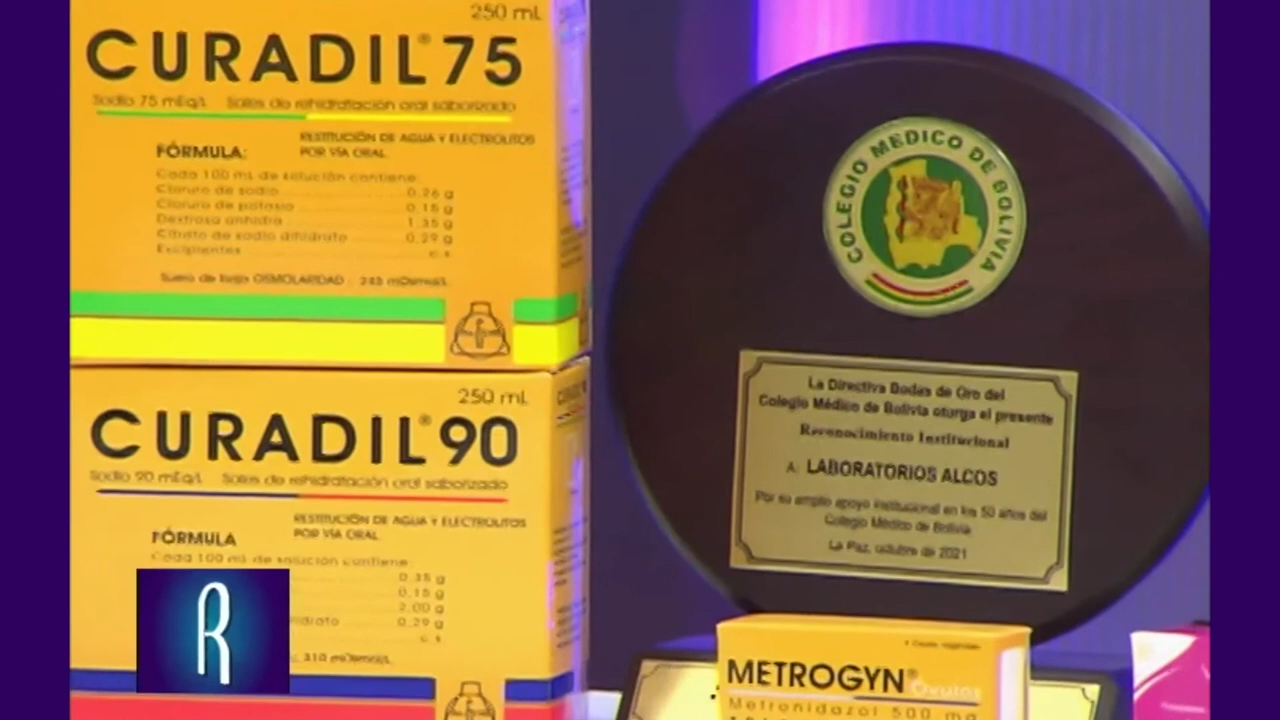 250 ml.
CURADIL® 75
Sodio 75 mEq/l. Sales de rehidratación oral saborizado
RESTITUCIÓN DE AGUA Y ELECTROLITOS
POR VÍA ORAL.
FÓRMULA:
Cada 100 mL de solución contiene:
Cloruro de sodio 0,26 g
Cloruro de potasio 0,15 g
Dextrosa anhidra 1,35 g
Citrato de sodio dihidrato 0,29 g
Excipientes c.s.
Suero de baja OSMOLARIDAD : 245 mOsmol/L
250 ml.
CURADIL® 90
Sodio 90 mEq/l. Sales de rehidratación oral saborizado
RESTITUCIÓN DE AGUA Y ELECTROLITOS
POR VÍA ORAL.
FÓRMULA
Cada 100 mL de solución contiene:
0,35 g
0,15 g
2,00 g
0,29 g
c.s.
310 mOsmol/L
R
COLEGIO MEDICO DE BOLIVIA
La Directiva Bodas de Oro del
Colegio Médico de Bolivia otorga el presente
Reconocimiento Institucional
A: LABORATORIOS ALCOS
Por su amplio apoyo institucional en los 50 años del
Colegio Médico de Bolivia
La Paz, octubre de 2021
METROGYN® Óvulos
Metronidazol 500 mg